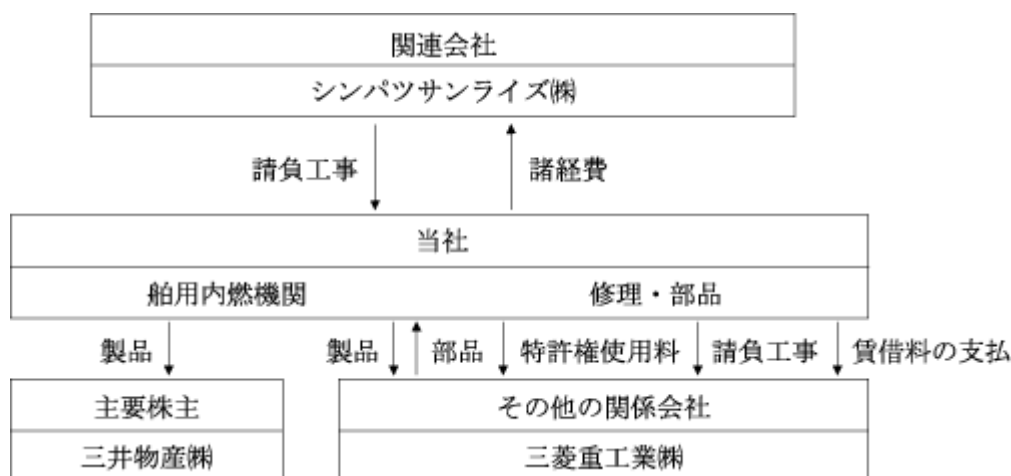 関連会社
シンパツサンライズ㈱
請負工事 諸経費
当社
舶用内燃機関 修理・部品
製品 製品 部品 特許権使用料 請負工事 賃借料の支払
主要株主 その他の関係会社
三井物産㈱ 三菱重工業㈱